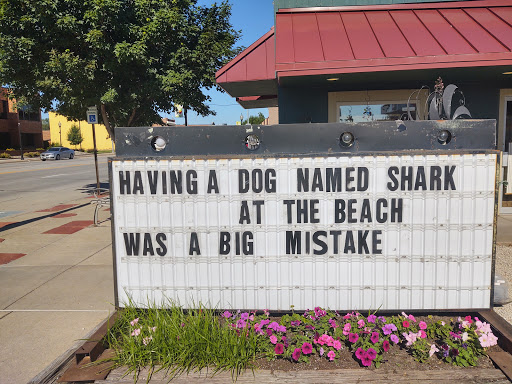 HAVING A DOG NAMED SHARK
AT THE BEACH
WAS A BIG MISTAKE